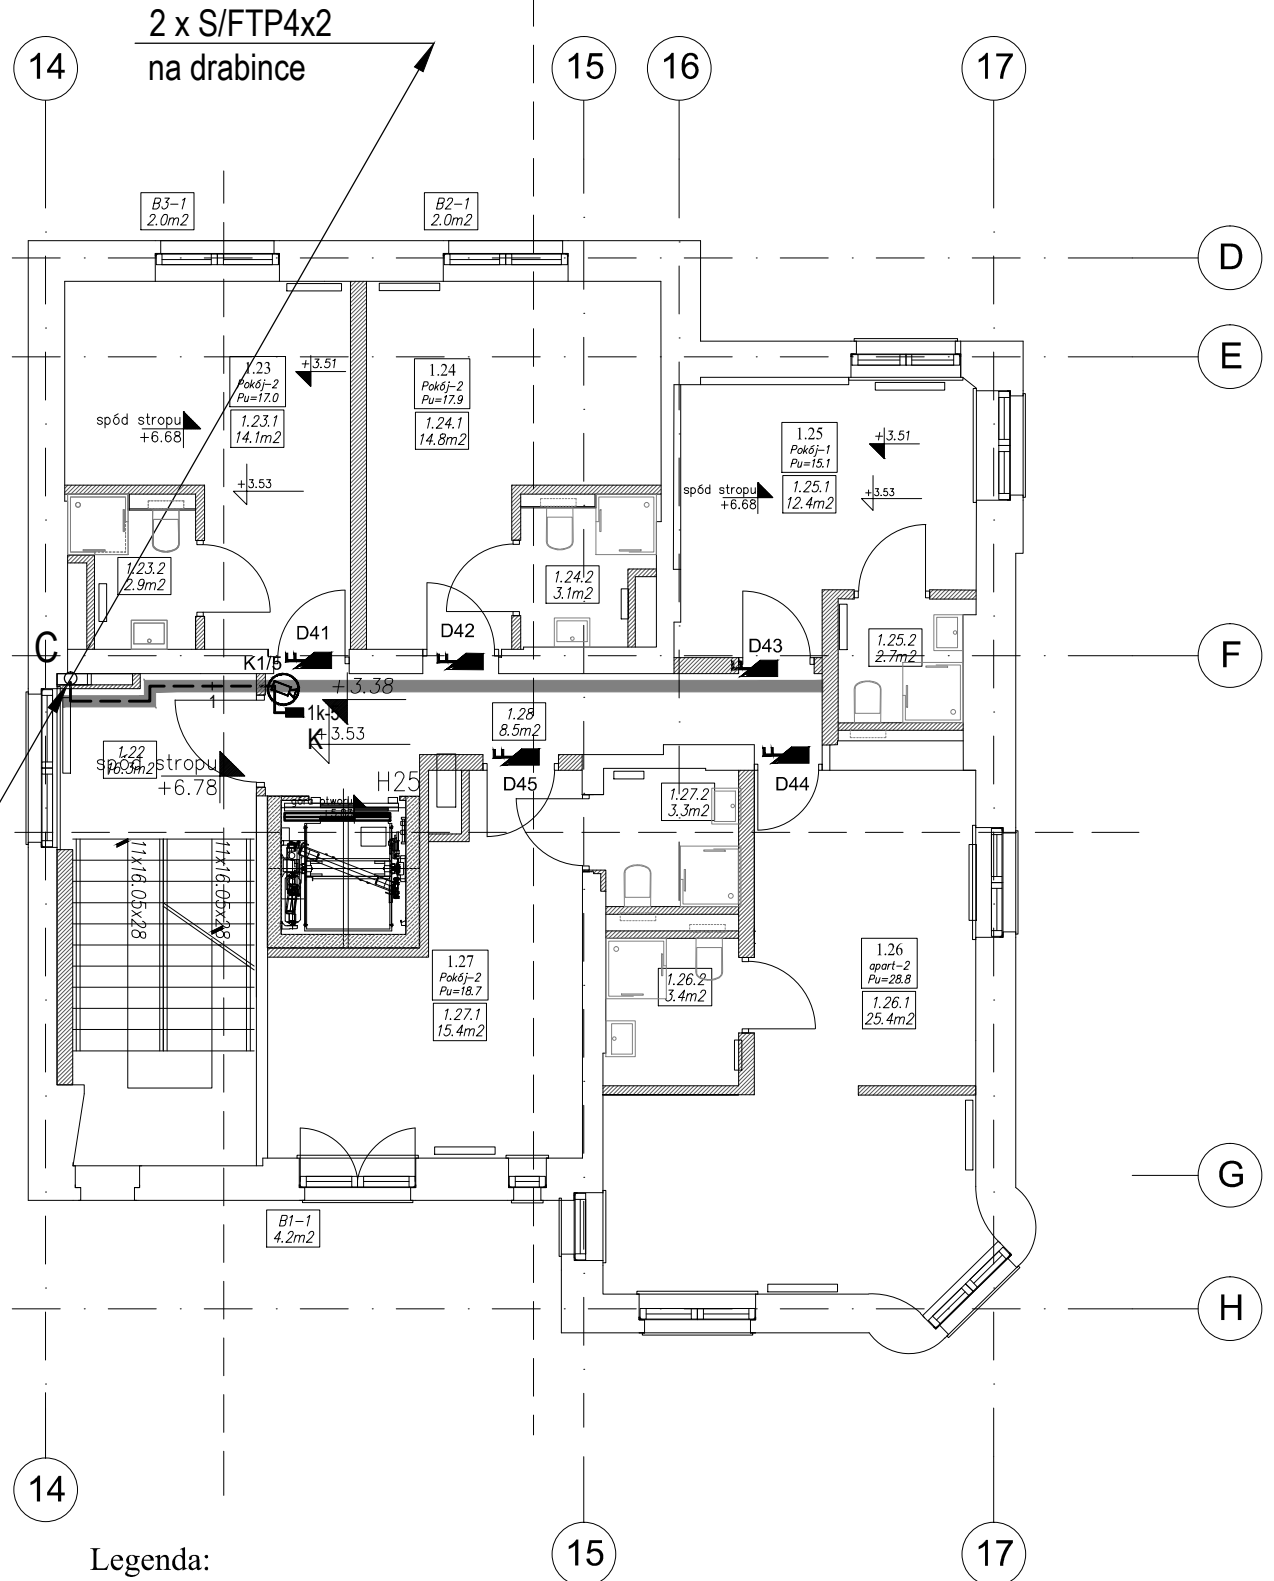 2 x S/FTP4x2
na drabince
14
15
16
17
B3-1
2.0m2
B2-1
2.0m2
D
E
1.23
Pokój-2
Pu=17.0
1.23.1
14.1m2
+3.51
spód stropu
+6.68
+3.53
1.24
Pokój-2
Pu=17.9
1.24.1
14.8m2
1.25
Pokój-1
Pu=15.1
1.25.1
12.4m2
+3.51
spód stropu
+6.68
+3.53
1.23.2
2.9m2
1.24.2
3.1m2
1.25.2
2.7m2
C
D41
D42
D43
F
K1/5
+3.38
1
1k-5
K
+3.53
1.28
8.5m2
1.22
16.3m2
spód stropu
+6.78
H25
D45
D44
1.27.2
3.3m2
góra otworu
11x16.05x28
11x16.05x28
1.27
Pokój-2
Pu=18.7
1.27.1
15.4m2
1.26.2
3.4m2
1.26
apart-2
Pu=28.8
1.26.1
25.4m2
G
B1-1
4.2m2
H
14
15
17
Legenda: